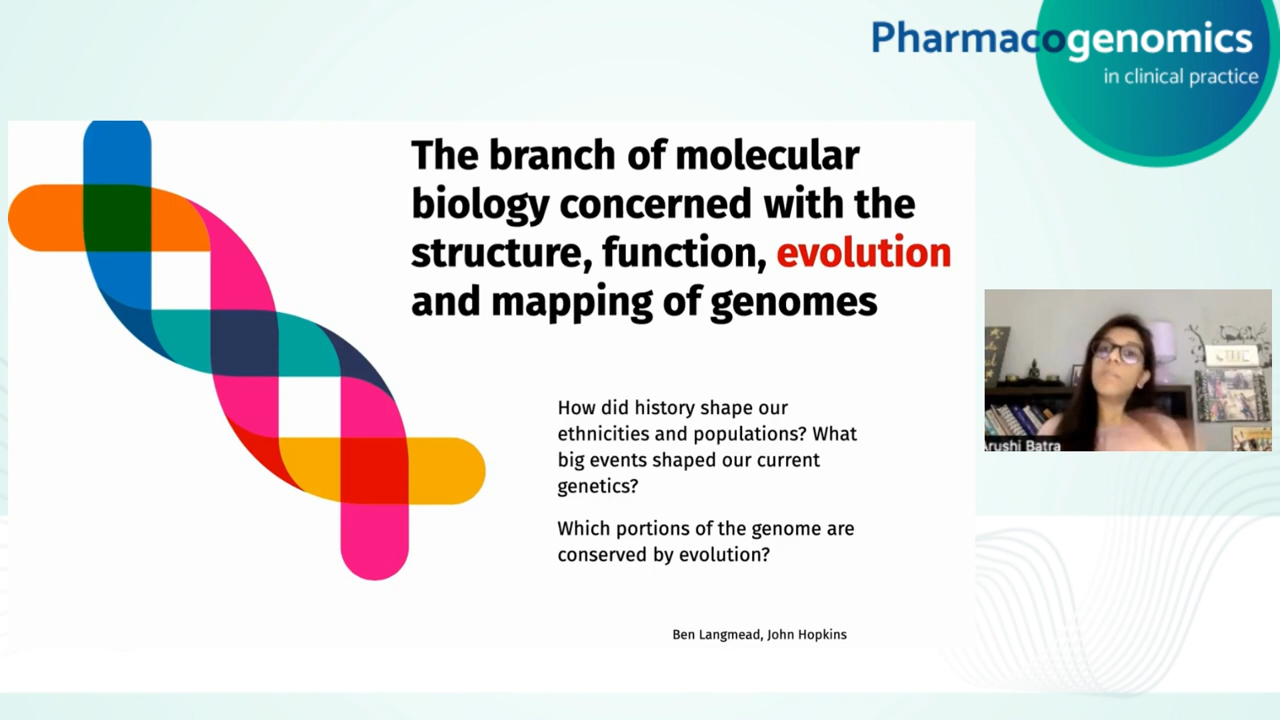 Pharmacogenomics
in clinical practice
The branch of molecular
biology concerned with the
structure, function, evolution
and mapping of genomes
How did history shape our
ethnicities and populations? What
big events shaped our current
genetics?
Which portions of the genome are
conserved by evolution?
Ben Langmead, John Hopkins
Arushi Batra